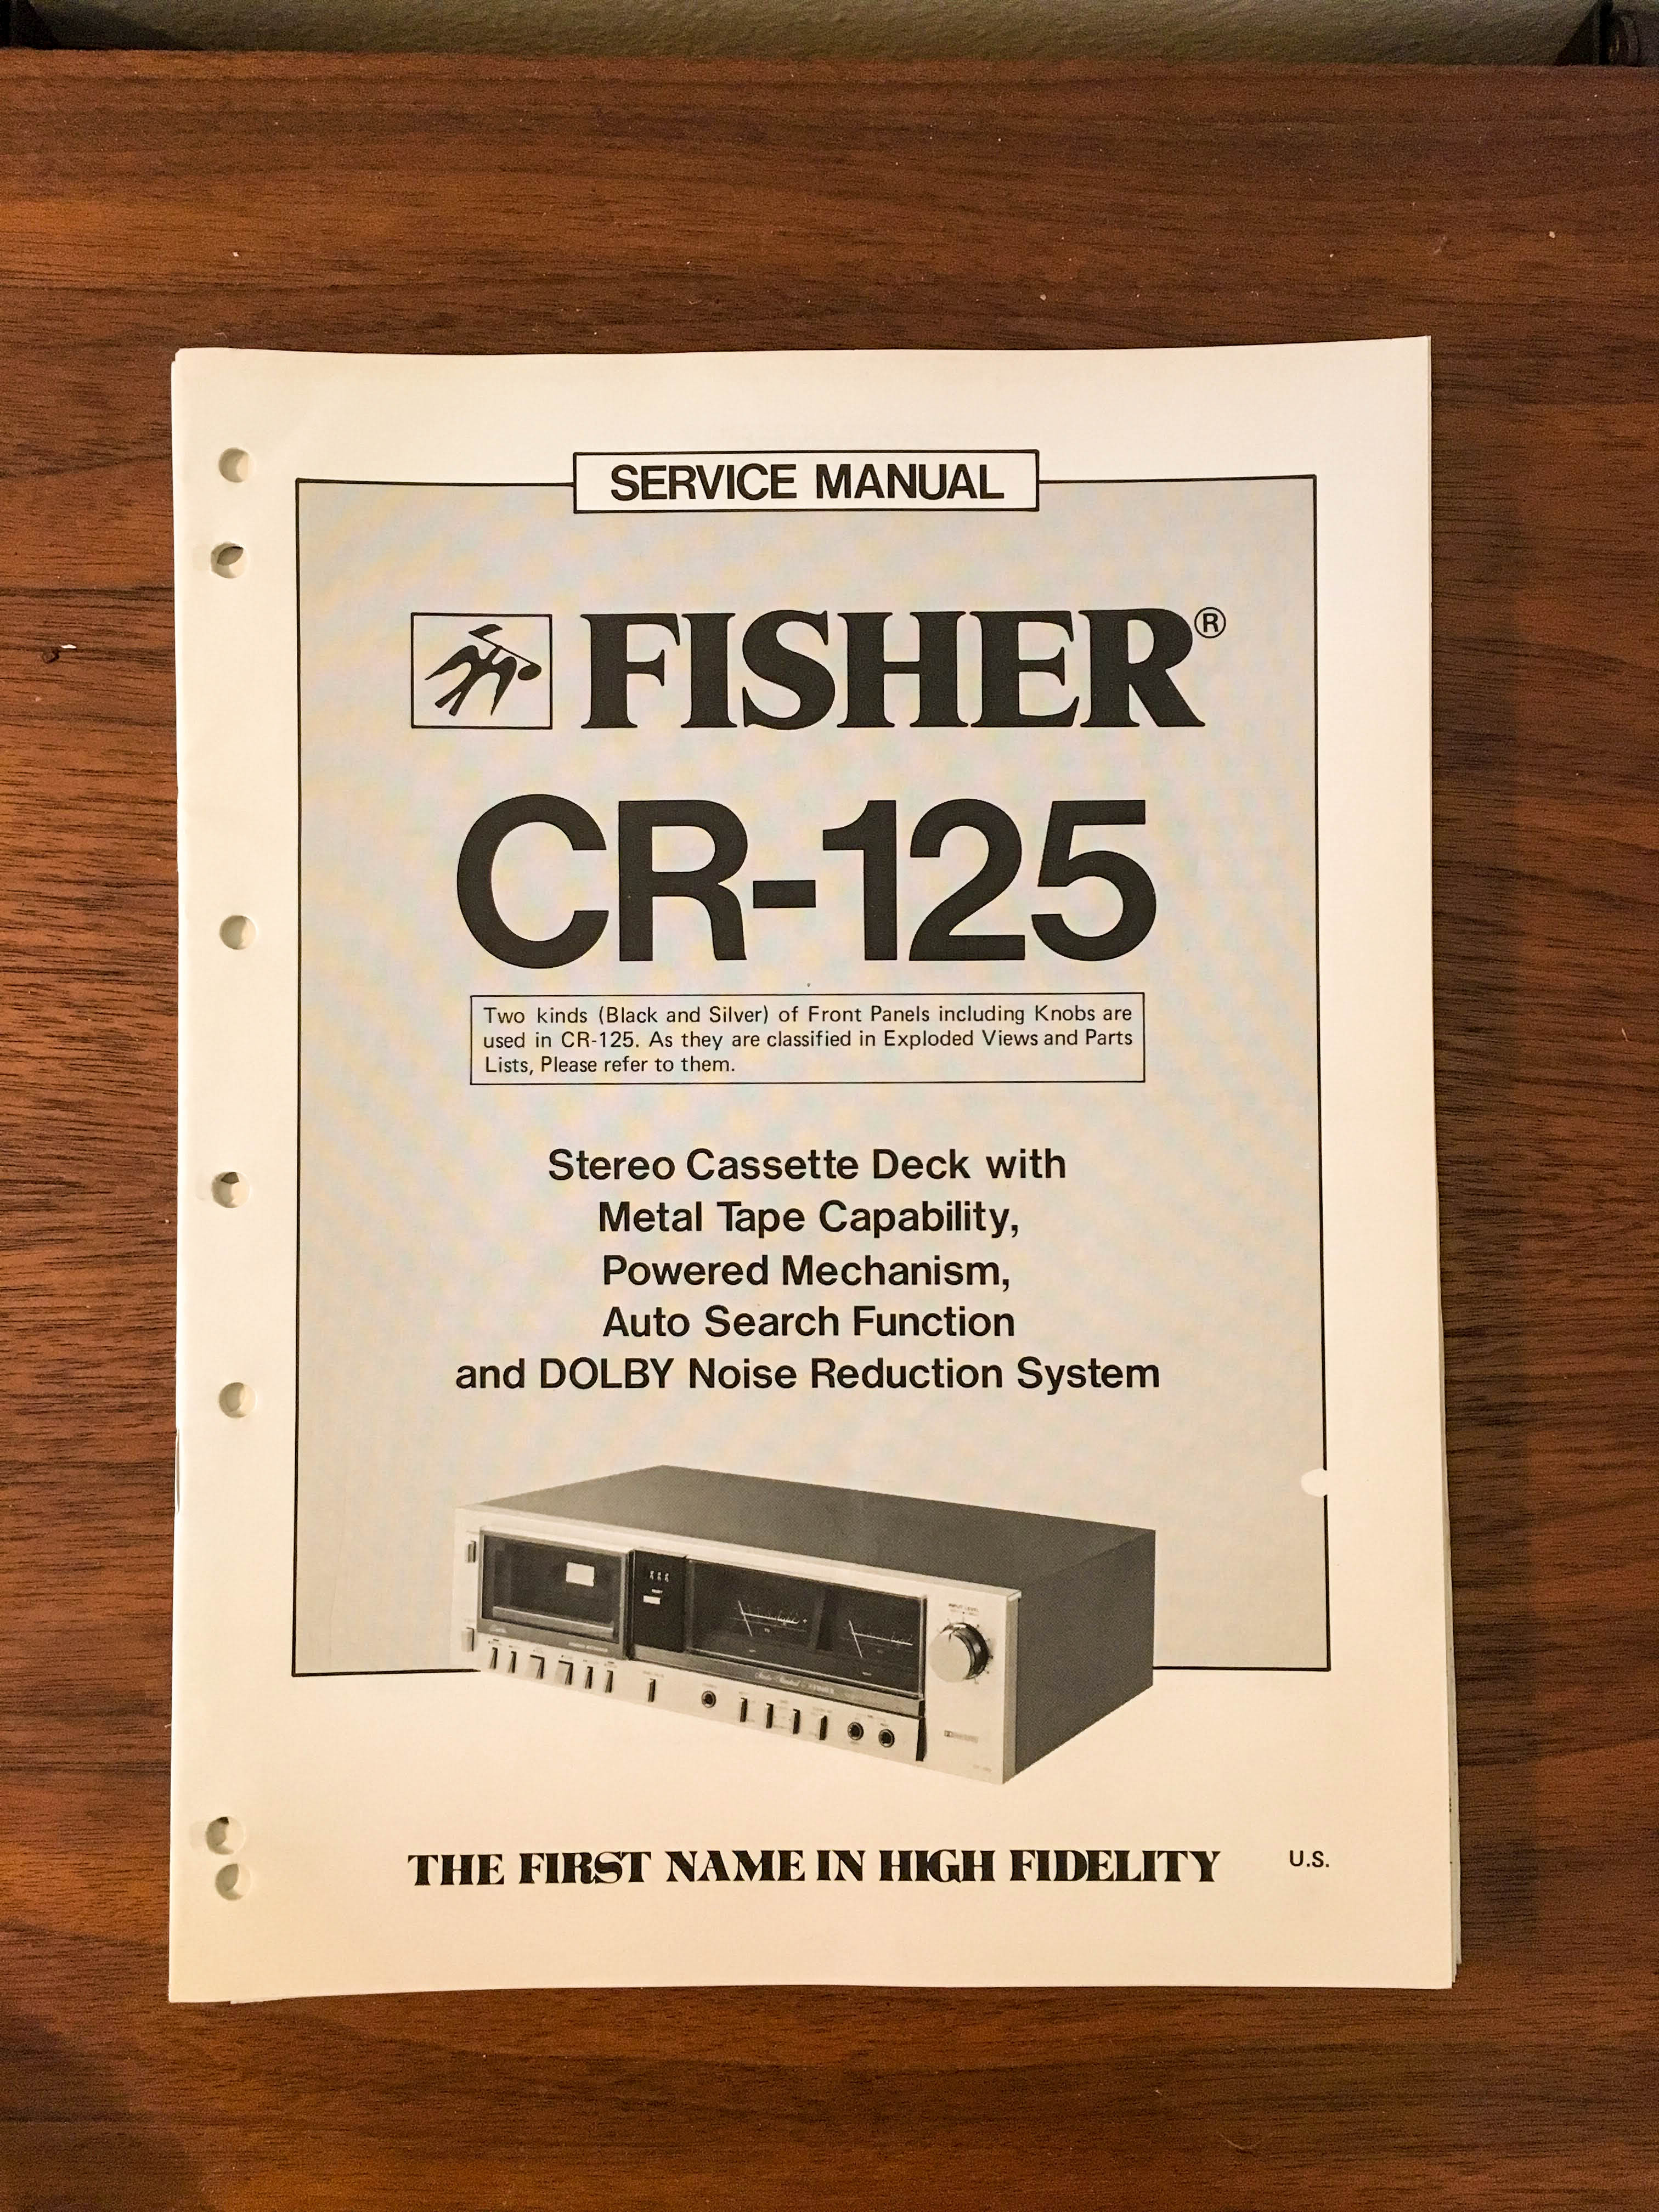 SERVICE MANUAL
FISHER®
CR-125
Two kinds (Black and Silver) of Front Panels including Knobs are
used in CR-125. As they are classified in Exploded Views and Parts
Lists, Please refer to them.
Stereo Cassette Deck with
Metal Tape Capability,
Powered Mechanism,
Auto Search Function
and DOLBY Noise Reduction System
THE FIRST NAME IN HIGH FIDELITY
U.S.